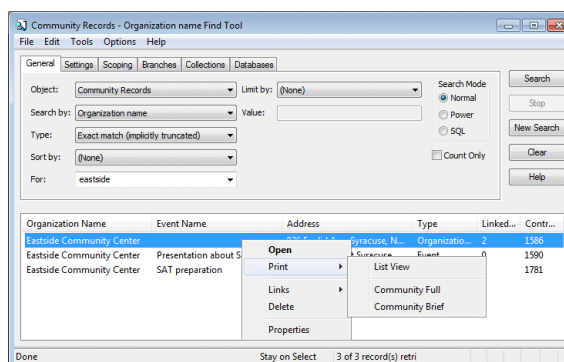 Community Records - Organization name Find Tool
File Edit Tools Options Help
General Settings Scoping Branches Collections Databases
Object: Community Records Limit by: (None) Search Mode Search
Search by: Organization name Value: Normal Stop
Type: Exact match (implicitly truncated) Power New Search
Sort by: (None) SQL Clear
For: eastside Count Only Help
Organization Name Event Name Address Type Linked... Contr...
Eastside Community Center Syracuse, N... Organizatio... 2 1586
Open
Eastside Community Center Presentation about S Syracuse Event 0 1590
Print List View
Eastside Community Center SAT preparation 1781
Links Community Full
Delete Community Brief
Properties
Done Stay on Select 3 of 3 record(s) retri